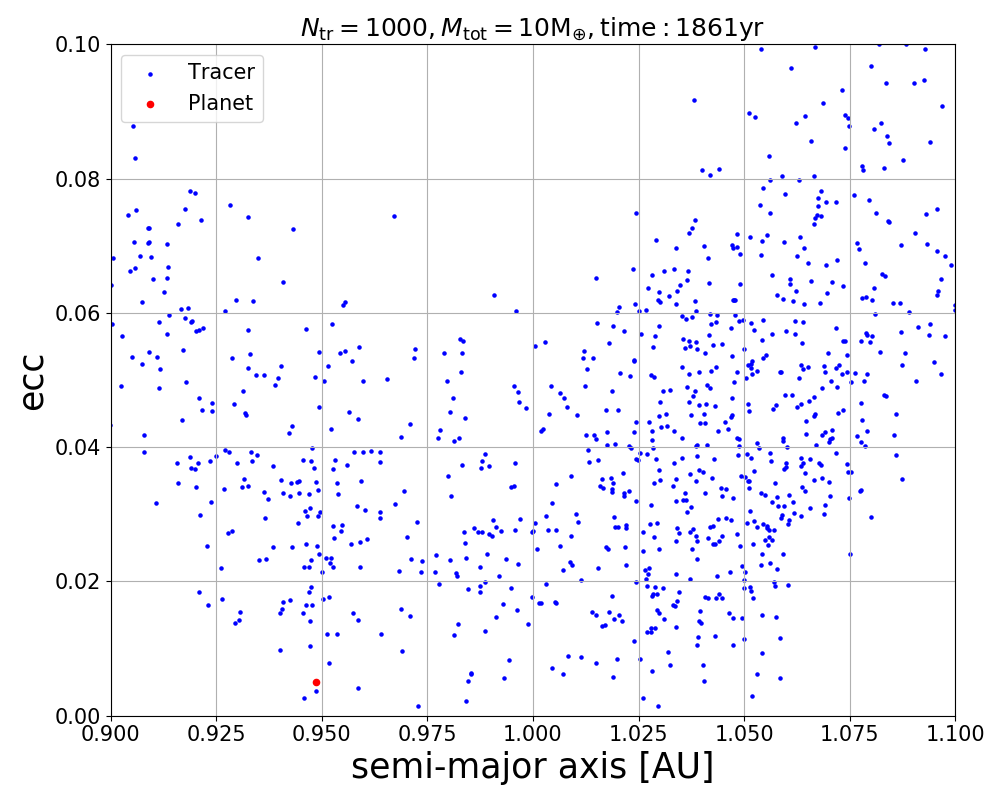 N_tr = 1000, M_tot = 10M_⊕, time : 1861yr
Tracer
Planet
ecc
0.10
0.08
0.06
0.04
0.02
0.00
0.900 0.925 0.950 0.975 1.000 1.025 1.050 1.075 1.100
semi-major axis [AU]